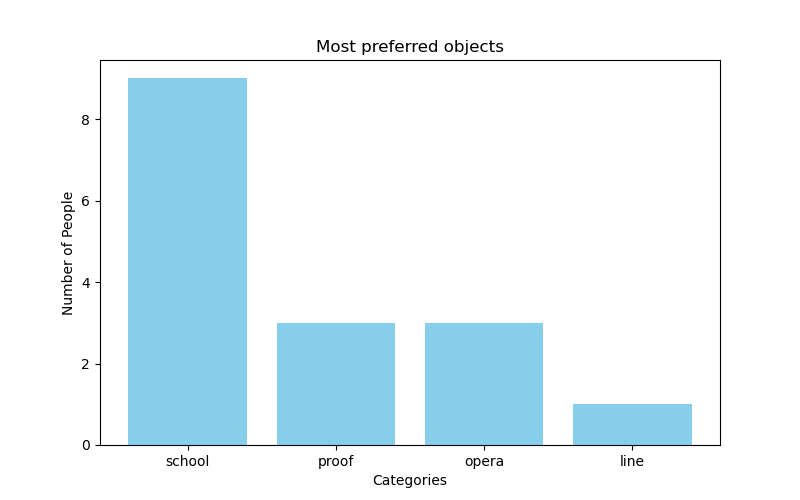 Most preferred objects
Number of People
8
6
4
2
0
school proof opera line
Categories